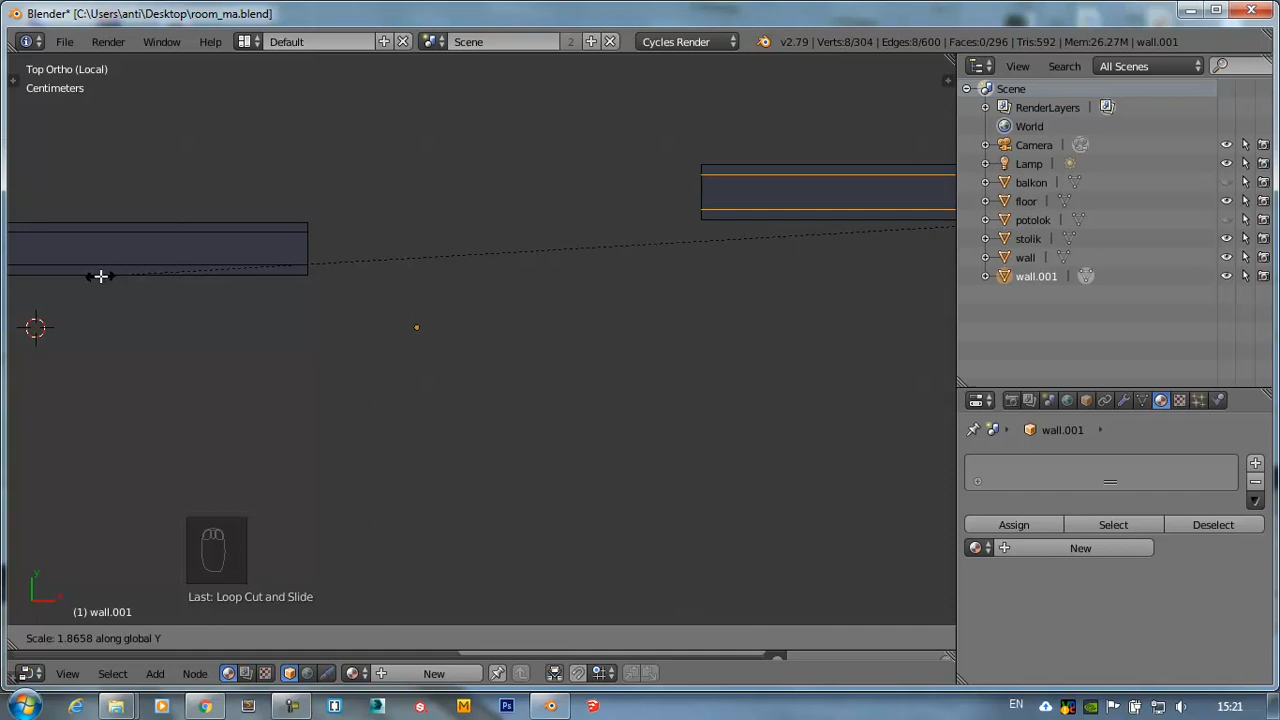 Blender* [C:\Users\anti\Desktop\room_ma.blend]
File Render Window Help Default Scene 2 Cycles Render v2.79 | Verts:8/304 | Edges:8/600 | Faces:0/296 | Tris:592 | Mem:26.27M | wall.001
Top Ortho (Local)
Centimeters
View Search All Scenes
Scene
RenderLayers
World
Camera
Lamp
balkon
floor
potolok
stolik
wall
wall.001
wall.001
Assign Select Deselect
New
Last: Loop Cut and Slide
y
x
(1) wall.001
Scale: 1.8658 along global Y
View Select Add Node New
Ps
EN 15:21